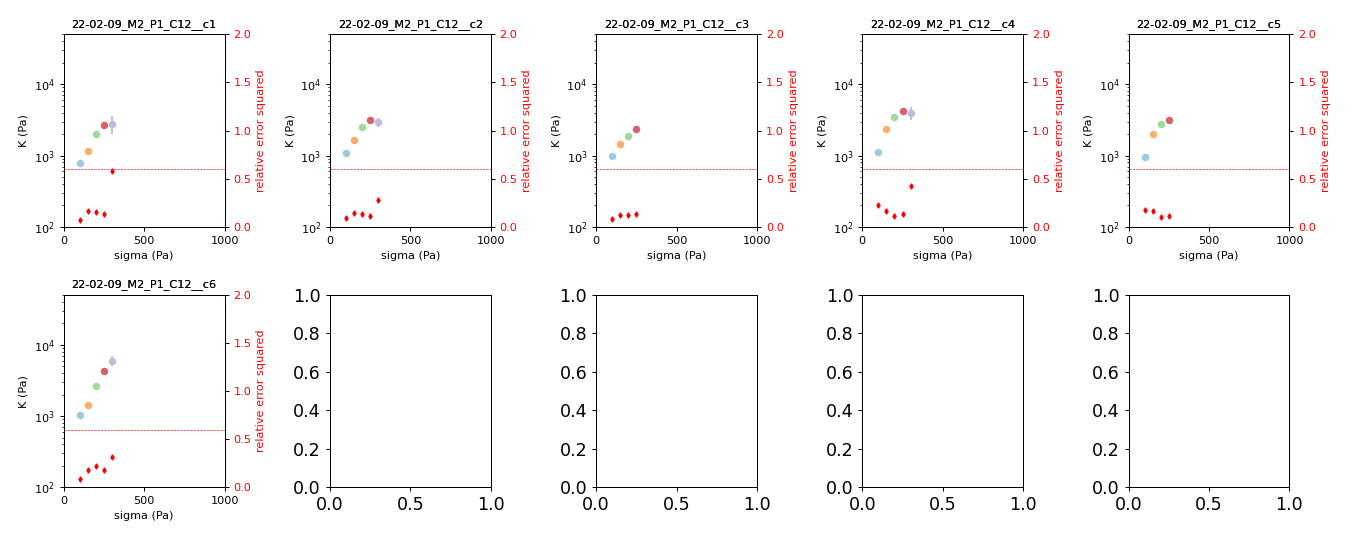 22-02-09_M2_P1_C12__c1
22-02-09_M2_P1_C12__c2
22-02-09_M2_P1_C12__c3
22-02-09_M2_P1_C12__c4
22-02-09_M2_P1_C12__c5
K (Pa)
10^4
10^3
10^2
0 500 1000
sigma (Pa)
2.0
1.5
1.0
0.5
0.0
relative error squared
K (Pa)
10^4
10^3
10^2
0 500 1000
sigma (Pa)
2.0
1.5
1.0
0.5
0.0
relative error squared
K (Pa)
10^4
10^3
10^2
0 500 1000
sigma (Pa)
2.0
1.5
1.0
0.5
0.0
relative error squared
K (Pa)
10^4
10^3
10^2
0 500 1000
sigma (Pa)
2.0
1.5
1.0
0.5
0.0
relative error squared
K (Pa)
10^4
10^3
10^2
0 500 1000
sigma (Pa)
2.0
1.5
1.0
0.5
0.0
relative error squared
22-02-09_M2_P1_C12__c6
K (Pa)
10^4
10^3
10^2
0 500 1000
sigma (Pa)
2.0
1.5
1.0
0.5
0.0
relative error squared
1.0
0.8
0.6
0.4
0.2
0.0
0.0 0.5 1.0
1.0
0.8
0.6
0.4
0.2
0.0
0.0 0.5 1.0
1.0
0.8
0.6
0.4
0.2
0.0
0.0 0.5 1.0
1.0
0.8
0.6
0.4
0.2
0.0
0.0 0.5 1.0